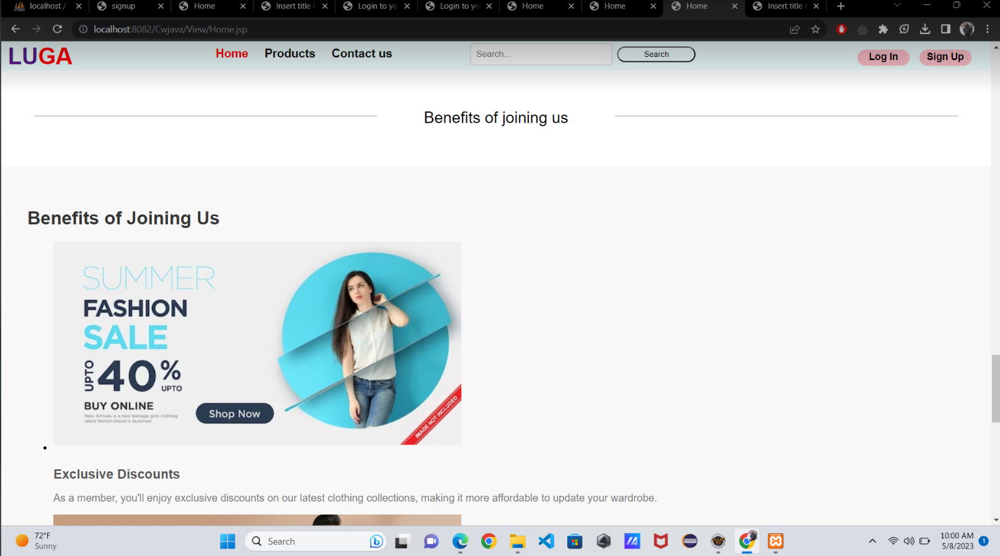 localhost /
signup
Home
Insert title h
Login to yo
Login to yo
Home
Home
Home
Insert title h
localhost:8082/Cwjava/View/Home.jsp
LUGA
Home
Products
Contact us
Search...
Search
Log In
Sign Up
Benefits of joining us
Benefits of Joining Us
SUMMER
FASHION
SALE
UPTO
40%
UPTO
BUY ONLINE
New Arrivals is a new teenage girls clothing
latest fashion brand is launched
Shop Now
IMAGE NOT INCLUDED
Exclusive Discounts
As a member, you'll enjoy exclusive discounts on our latest clothing collections, making it more affordable to update your wardrobe.
72°F
Sunny
Search
10:00 AM
5/8/2023
1